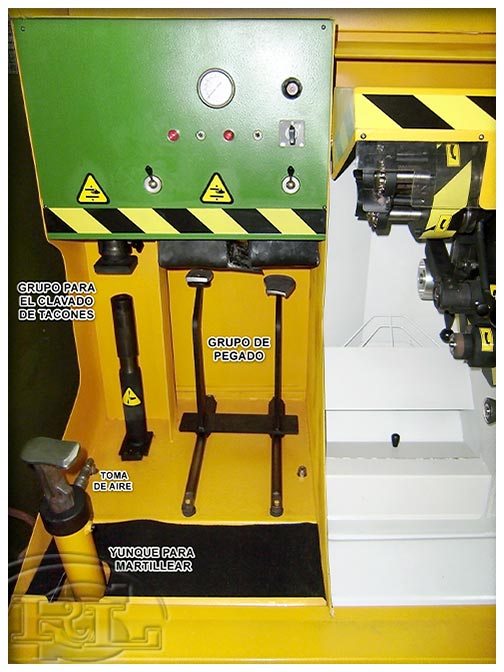 GRUPO PARA
EL CLAVADO
DE TACONES
GRUPO DE
PEGADO
TOMA
DE AIRE
YUNQUE PARA
MARTILLEAR
RL